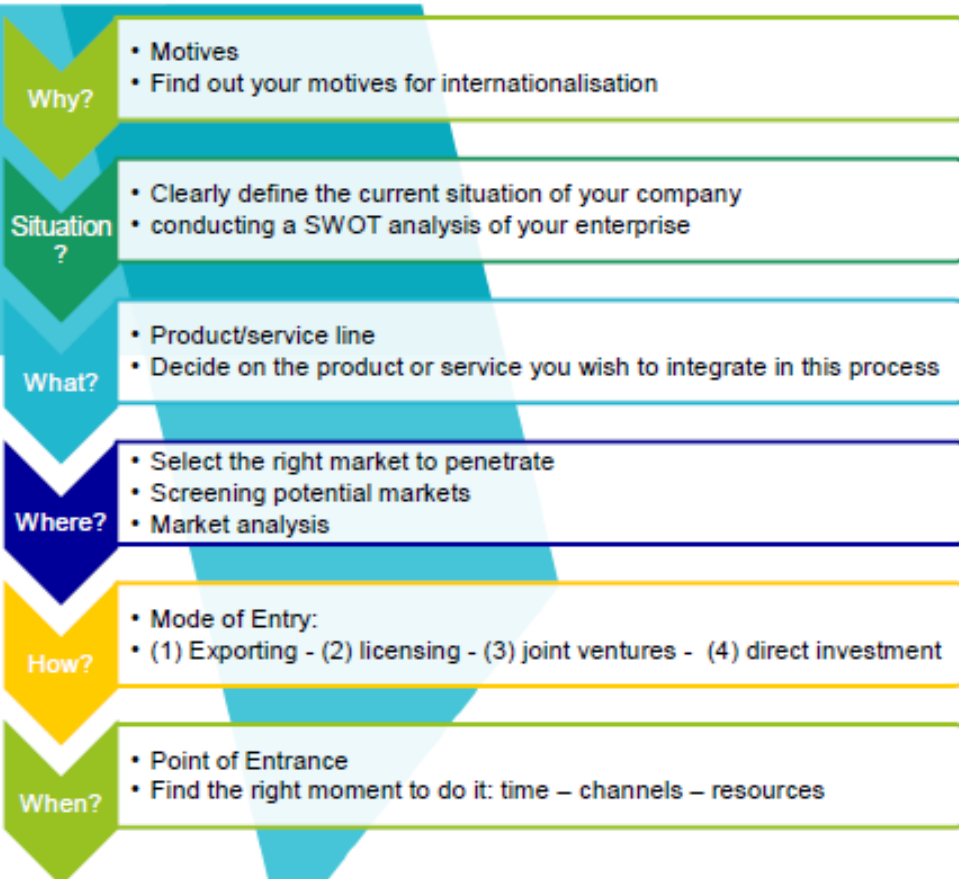 Why?
• Motives
• Find out your motives for internationalisation
Situation
?
• Clearly define the current situation of your company
• conducting a SWOT analysis of your enterprise
What?
• Product/service line
• Decide on the product or service you wish to integrate in this process
Where?
• Select the right market to penetrate
• Screening potential markets
• Market analysis
How?
• Mode of Entry:
• (1) Exporting - (2) licensing - (3) joint ventures - (4) direct investment
When?
• Point of Entrance
• Find the right moment to do it: time – channels – resources